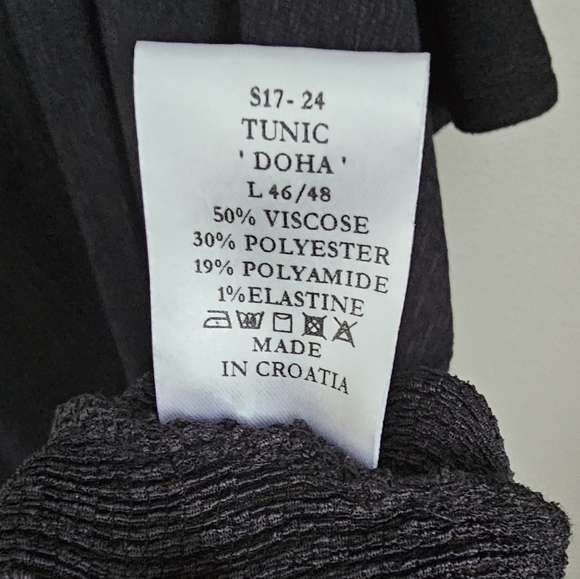 S17- 24
TUNIC
' DOHA '
L 46/48
50% VISCOSE
30% POLYESTER
19% POLYAMIDE
1% ELASTINE
MADE
IN CROATIA